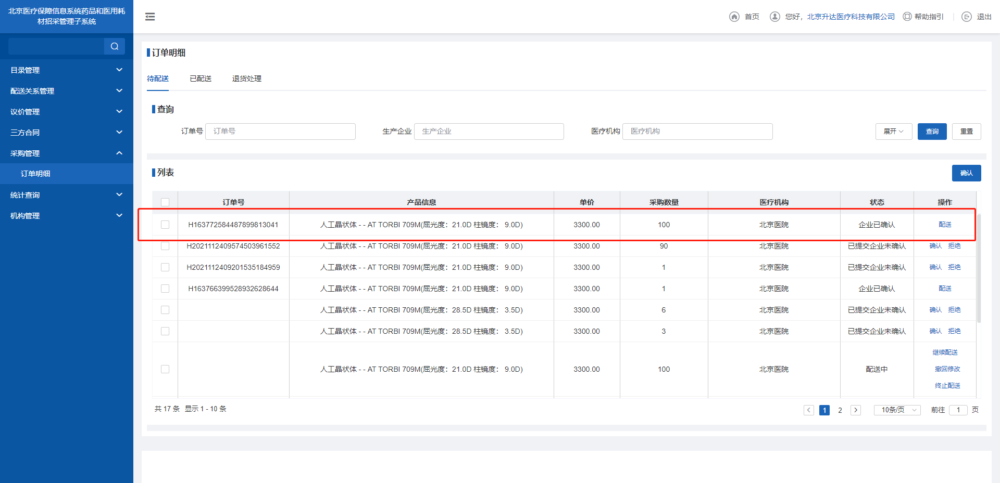 北京医疗保障信息系统药品和医用耗
材招采管理子系统
首页 您好，北京升达医疗科技有限公司 帮助指引 退出
目录管理
配送关系管理
议价管理
三方合同
采购管理
订单明细
统计查询
机构管理
订单明细
待配送 已配送 退货处理
查询
订单号 订单号 生产企业 生产企业 医疗机构 医疗机构 展开 查询 重置
列表 确认
订单号 产品信息 单价 采购数量 医疗机构 状态 操作
H163772584487899813041 人工晶状体 - - AT TORBI 709M(屈光度：21.0D 柱镜度： 9.0D) 3300.00 100 北京医院 企业已确认 配送
H2021112409574503961552 人工晶状体 - - AT TORBI 709M(屈光度：21.0D 柱镜度： 9.0D) 3300.00 90 北京医院 已提交企业未确认 确认 拒绝
H2021112409201535184959 人工晶状体 - - AT TORBI 709M(屈光度：21.0D 柱镜度： 9.0D) 3300.00 1 北京医院 已提交企业未确认 确认 拒绝
H163766399528932628644 人工晶状体 - - AT TORBI 709M(屈光度：21.0D 柱镜度： 9.0D) 3300.00 1 北京医院 企业已确认 配送
人工晶状体 - - AT TORBI 709M(屈光度：28.5D 柱镜度： 3.5D) 3300.00 6 北京医院 已提交企业未确认 确认 拒绝
人工晶状体 - - AT TORBI 709M(屈光度：28.5D 柱镜度： 3.5D) 3300.00 3 北京医院 已提交企业未确认 确认 拒绝
人工晶状体 - - AT TORBI 709M(屈光度：21.0D 柱镜度： 9.0D) 3300.00 100 北京医院 配送中 继续配送
撤回修改
终止配送
共 17 条 显示 1 - 10 条 1 2 10条/页 前往 1 页